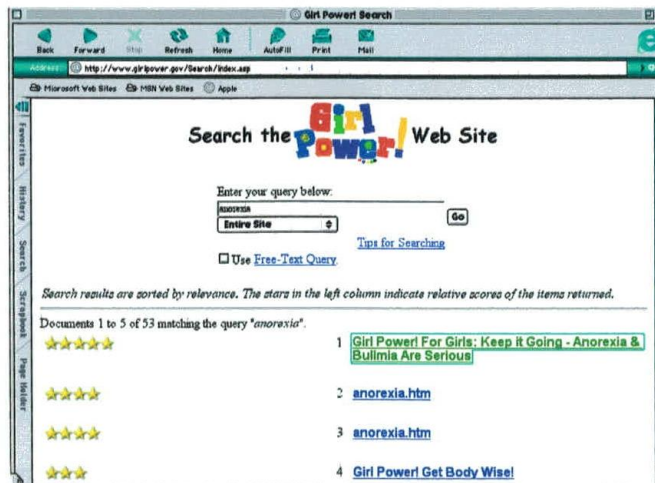 Girl Power! Search
Back Forward Stop Refresh Home AutoFill Print Mail
Address: http://www.girlpower.gov/Search/index.asp
Microsoft Web Sites MSN Web Sites Apple
Favorites
History
Search
Scrapbook
Page Holder
Search the Girl Power! Web Site
Enter your query below:
anorexia
Go
Entire Site
Tips for Searching
Use Free-Text Query.
Search results are sorted by relevance. The stars in the left column indicate relative scores of the items returned.
Documents 1 to 5 of 53 matching the query "anorexia".
1 Girl Power! For Girls: Keep it Going - Anorexia &
Bulimia Are Serious
2 anorexia.htm
3 anorexia.htm
4 Girl Power! Get Body Wise!